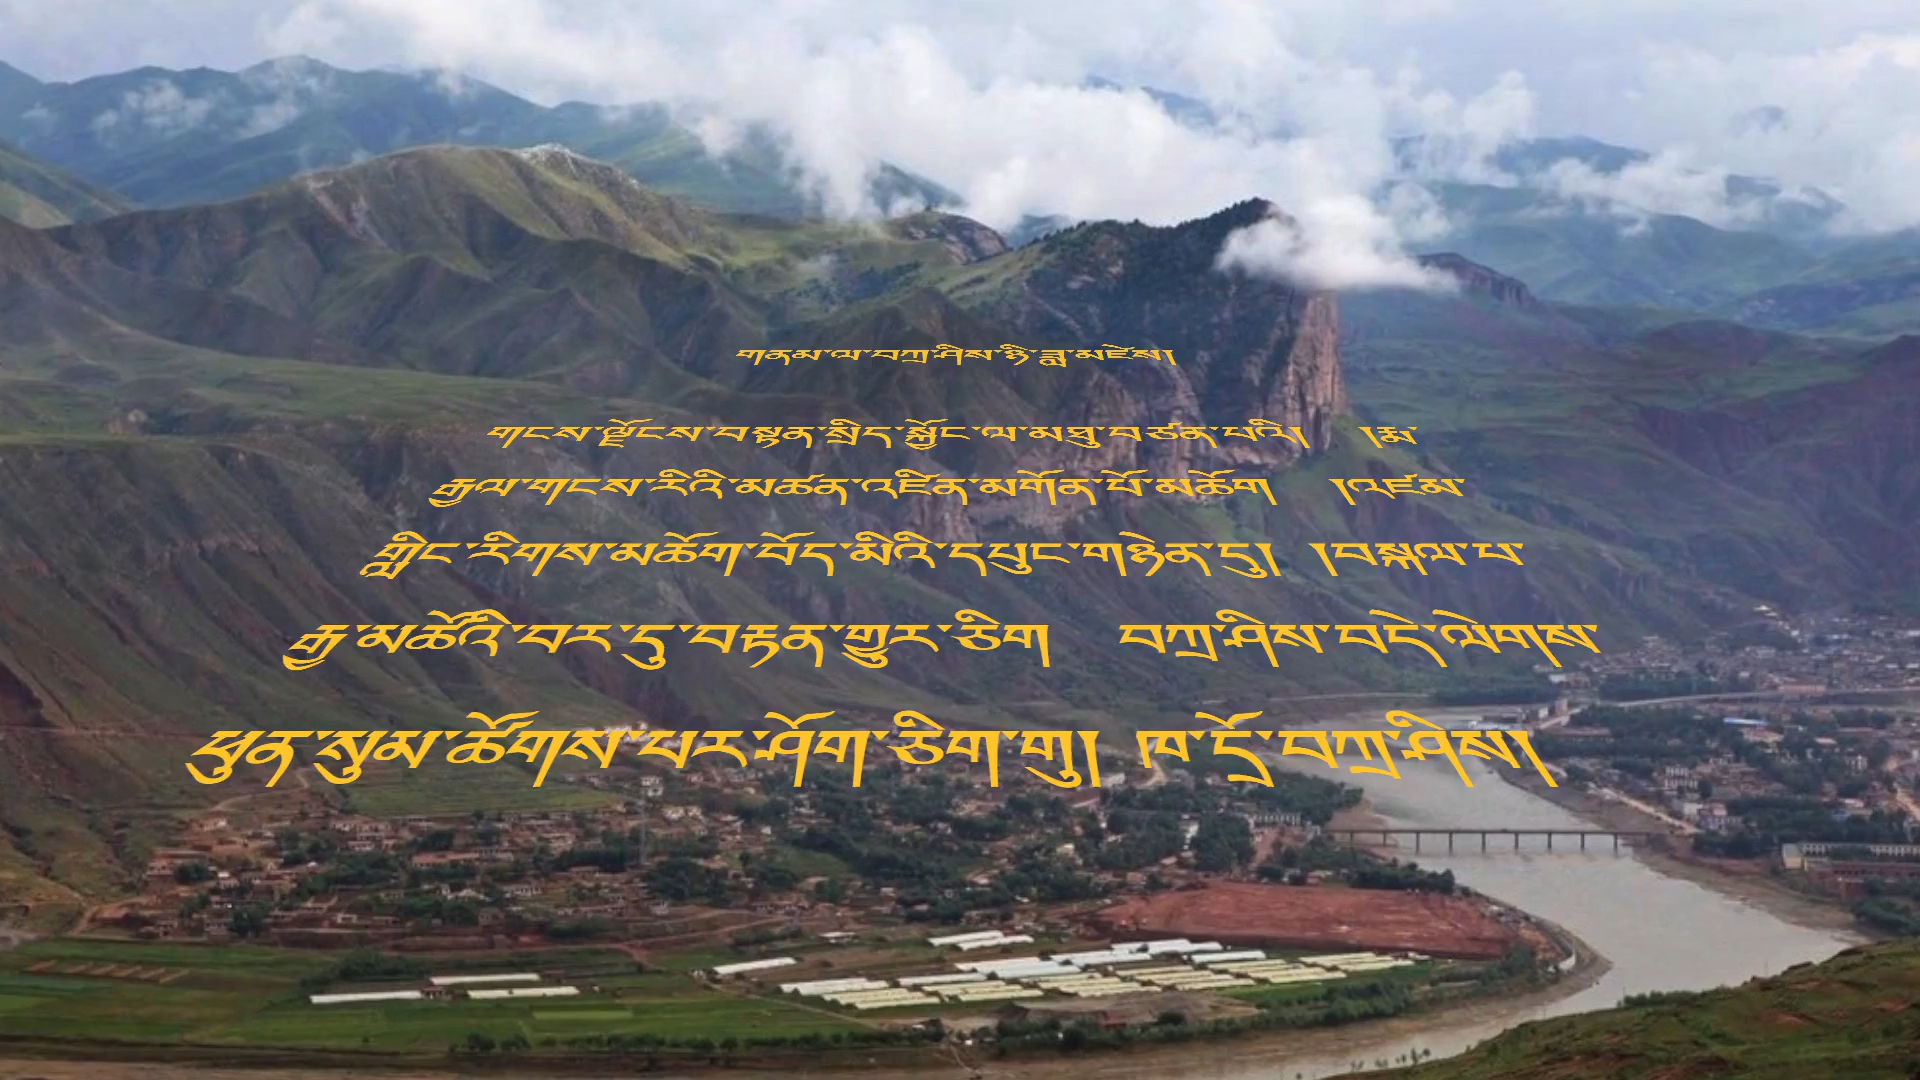 གནམ་ལ་བཀྲ་ཤིས་ཉི་ཟླ་མཛེས།
གངས་ལྗོངས་བསྟན་སྲིད་སྐྱོང་ལ་མཐུ་བཙན་པའི། །མ་
རྒྱལ་གངས་རིའི་མཚན་འཛིན་མགོན་པོ་མཆོག །འཛམ་
གླིང་རིགས་མཆོག་བོད་མིའི་དཔུང་གཉེན་དུ། །བསྐལ་པ་
རྒྱ་མཚོའི་བར་དུ་བརྟན་གྱུར་ཅིག བཀྲ་ཤིས་བདེ་ལེགས་
ཕུན་སུམ་ཚོགས་པར་ཤོག་ཅིག་གུ། ཁ་དྲོ་བཀྲ་ཤིས།